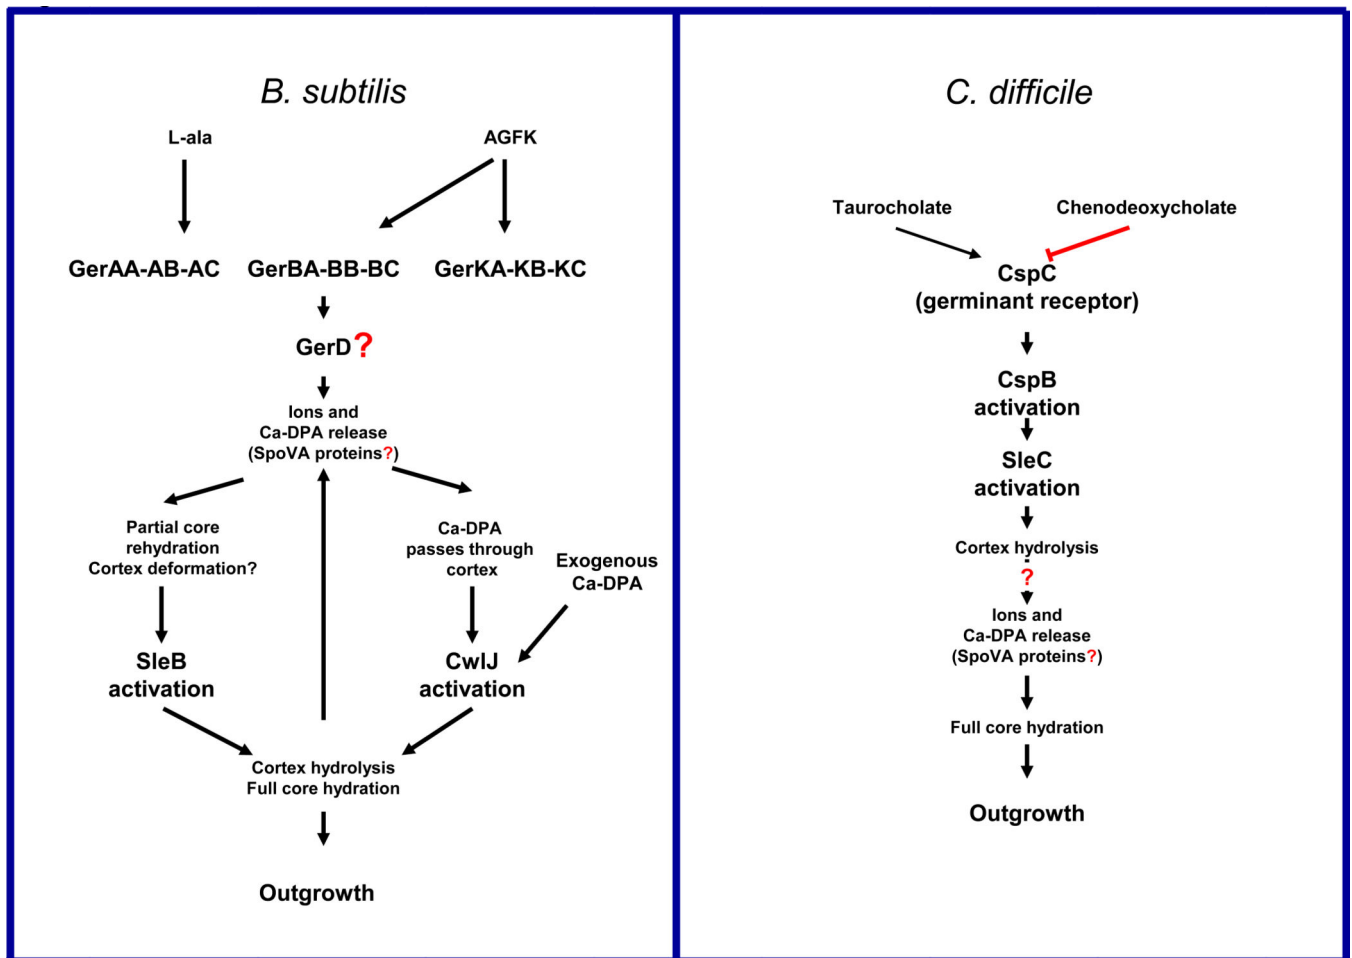 B. subtilis
L-ala
AGFK
GerAA-AB-AC
GerBA-BB-BC
GerKA-KB-KC
GerD?
Ions and
Ca-DPA release
(SpoVA proteins?)
Partial core
rehydration
Cortex deformation?
Ca-DPA
passes through
cortex
Exogenous
Ca-DPA
SleB
activation
CwlJ
activation
Cortex hydrolysis
Full core hydration
Outgrowth
C. difficile
Taurocholate
Chenodeoxycholate
CspC
(germinant receptor)
CspB
activation
SleC
activation
Cortex hydrolysis
?
Ions and
Ca-DPA release
(SpoVA proteins?)
Full core hydration
Outgrowth